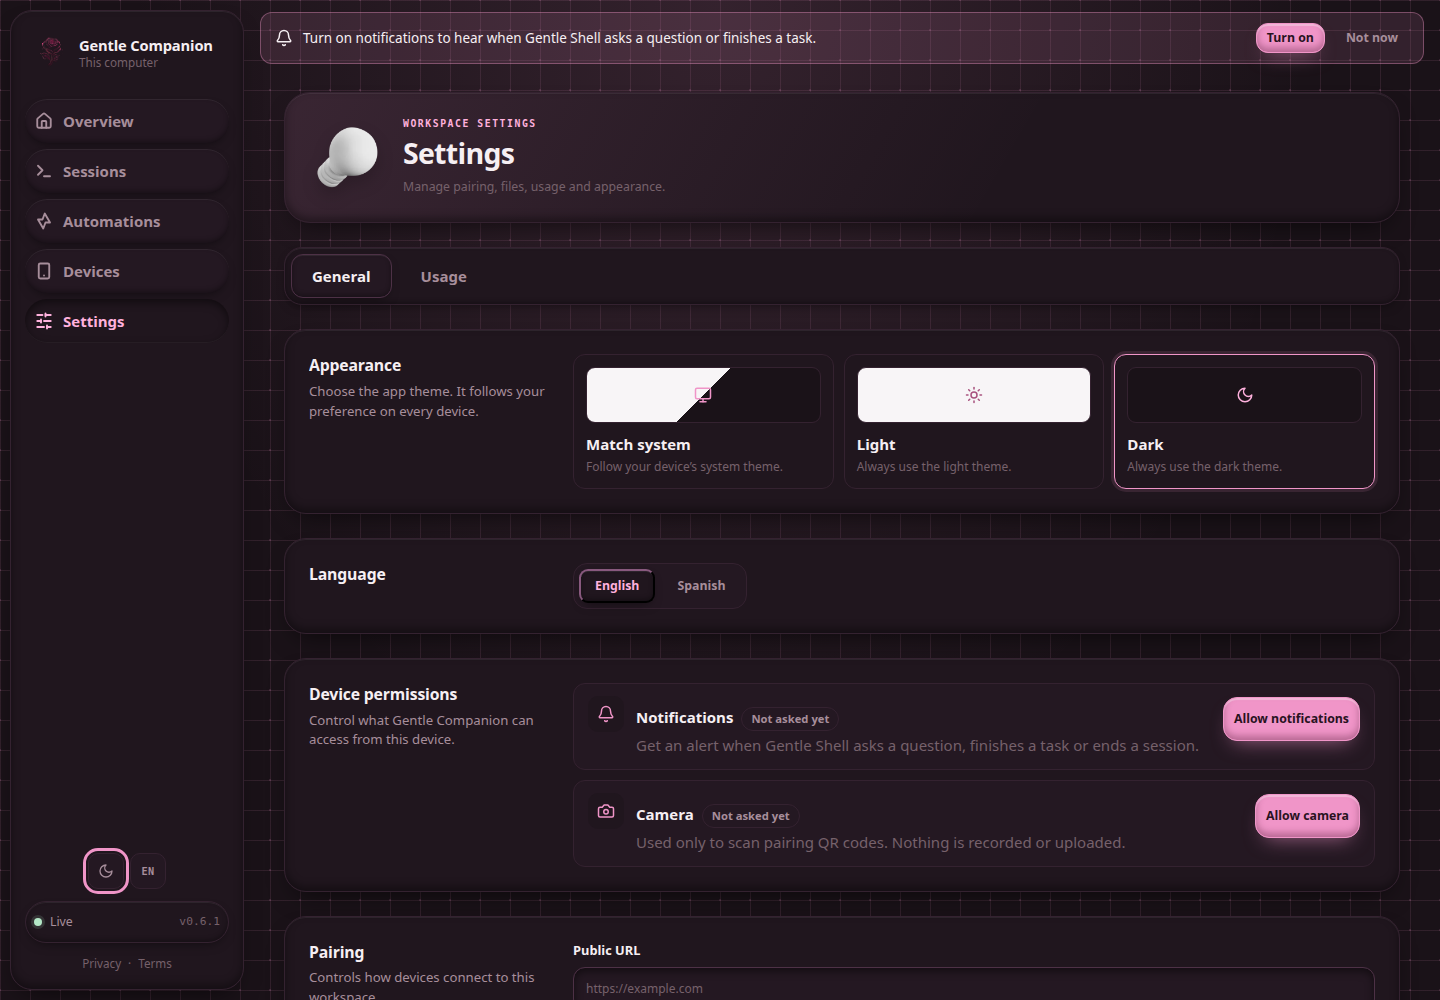 Gentle Companion
This computer
Overview
Sessions
Automations
Devices
Settings
EN
Live
v0.6.1
Privacy · Terms
Turn on notifications to hear when Gentle Shell asks a question or finishes a task.
Turn on
Not now
WORKSPACE SETTINGS
Settings
Manage pairing, files, usage and appearance.
General
Usage
Appearance
Choose the app theme. It follows your
preference on every device.
Match system
Follow your device's system theme.
Light
Always use the light theme.
Dark
Always use the dark theme.
Language
English
Spanish
Device permissions
Control what Gentle Companion can
access from this device.
Notifications
Not asked yet
Get an alert when Gentle Shell asks a question, finishes a task or ends a session.
Allow notifications
Camera
Not asked yet
Used only to scan pairing QR codes. Nothing is recorded or uploaded.
Allow camera
Pairing
Controls how devices connect to this
workspace.
Public URL
https://example.com